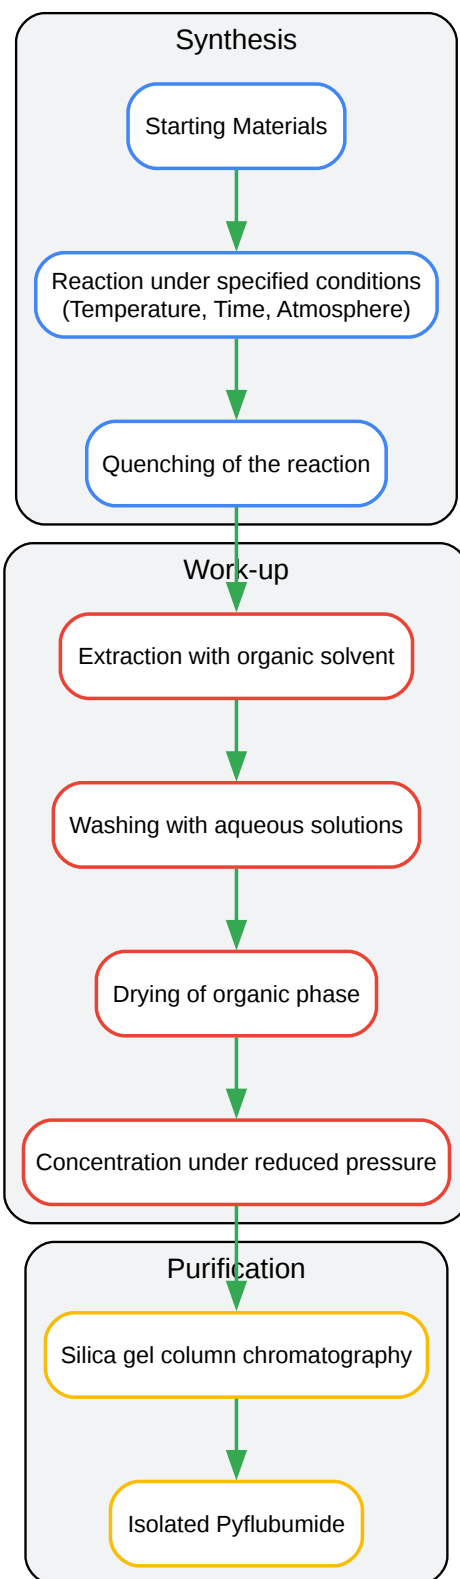 Synthesis
Starting Materials
Reaction under specified conditions
(Temperature, Time, Atmosphere)
Quenching of the reaction
Work-up
Extraction with organic solvent
Washing with aqueous solutions
Drying of organic phase
Concentration under reduced pressure
Purification
Silica gel column chromatography
Isolated Pyflubumide